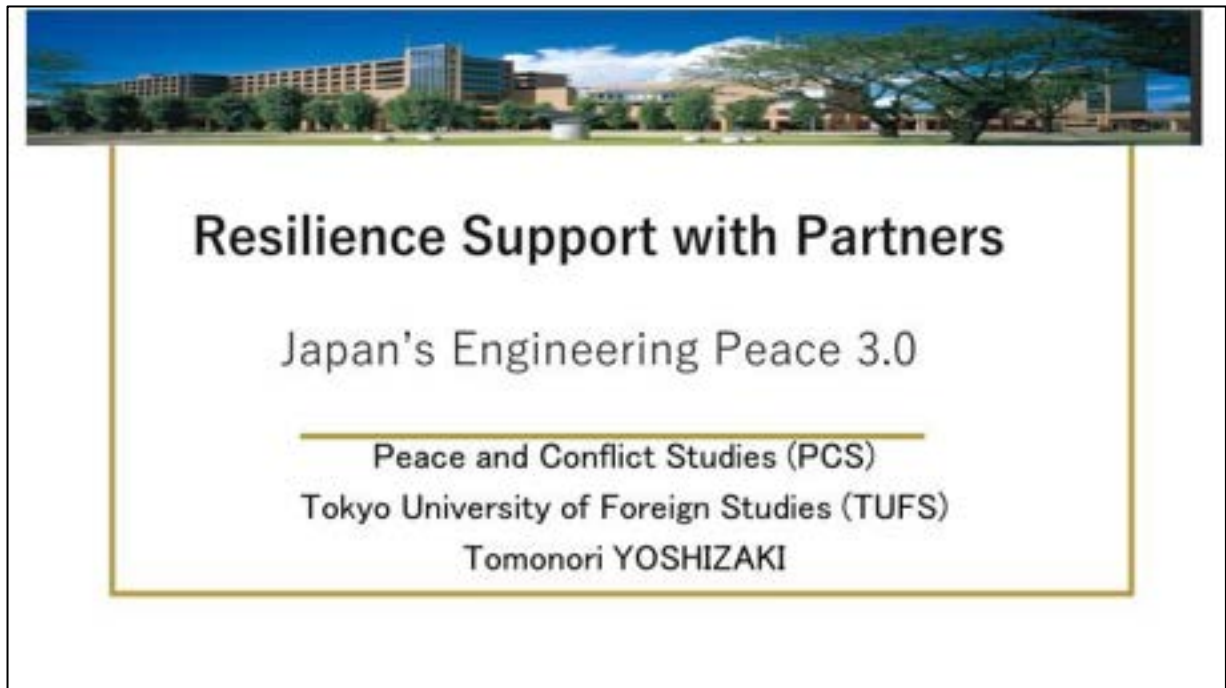 Resilience Support with Partners
Japan’s Engineering Peace 3.0
Peace and Conflict Studies (PCS)
Tokyo University of Foreign Studies (TUFS)
Tomonori YOSHIZAKI